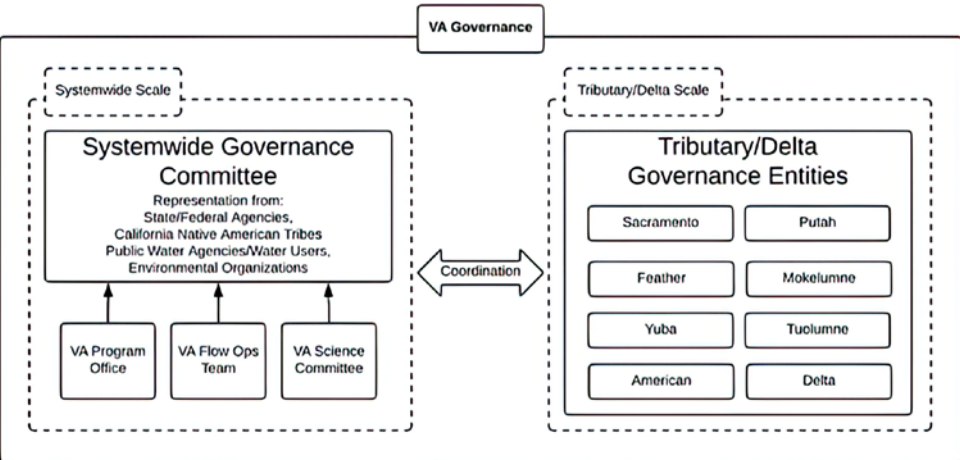 VA Governance
Systemwide Scale
Systemwide Governance
Committee
Representation from:
State/Federal Agencies,
California Native American Tribes
Public Water Agencies/Water Users,
Environmental Organizations
VA Program
Office
VA Flow Ops
Team
VA Science
Committee
Coordination
Tributary/Delta Scale
Tributary/Delta
Governance Entities
Sacramento
Putah
Feather
Mokelumne
Yuba
Tuolumne
American
Delta